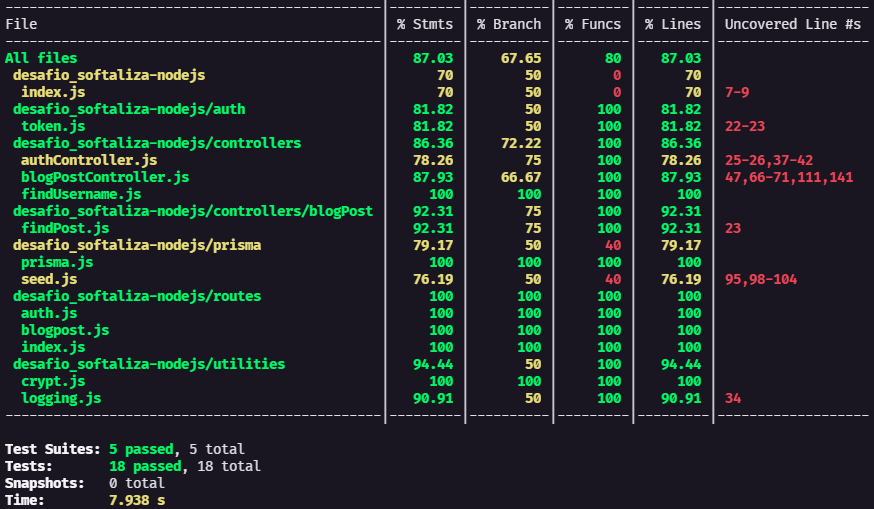 File | % Stmts | % Branch | % Funcs | % Lines | Uncovered Line #s
All files | 87.03 | 67.65 | 80 | 87.03 |
desafio_softaliza-nodejs | 70 | 50 | 0 | 70 |
index.js | 70 | 50 | 0 | 70 | 7-9
desafio_softaliza-nodejs/auth | 81.82 | 50 | 100 | 81.82 |
token.js | 81.82 | 50 | 100 | 81.82 | 22-23
desafio_softaliza-nodejs/controllers | 86.36 | 72.22 | 100 | 86.36 |
authController.js | 78.26 | 75 | 100 | 78.26 | 25-26,37-42
blogPostController.js | 87.93 | 66.67 | 100 | 87.93 | 47,66-71,111,141
findUsername.js | 100 | 100 | 100 | 100 |
desafio_softaliza-nodejs/controllers/blogPost | 92.31 | 75 | 100 | 92.31 |
findPost.js | 92.31 | 75 | 100 | 92.31 | 23
desafio_softaliza-nodejs/prisma | 79.17 | 50 | 40 | 79.17 |
prisma.js | 100 | 100 | 100 | 100 |
seed.js | 76.19 | 50 | 40 | 76.19 | 95,98-104
desafio_softaliza-nodejs/routes | 100 | 100 | 100 | 100 |
auth.js | 100 | 100 | 100 | 100 |
blogpost.js | 100 | 100 | 100 | 100 |
index.js | 100 | 100 | 100 | 100 |
desafio_softaliza-nodejs/utilities | 94.44 | 50 | 100 | 94.44 |
crypt.js | 100 | 100 | 100 | 100 |
logging.js | 90.91 | 50 | 100 | 90.91 | 34
Test Suites: 5 passed, 5 total
Tests: 18 passed, 18 total
Snapshots: 0 total
Time: 7.938 s